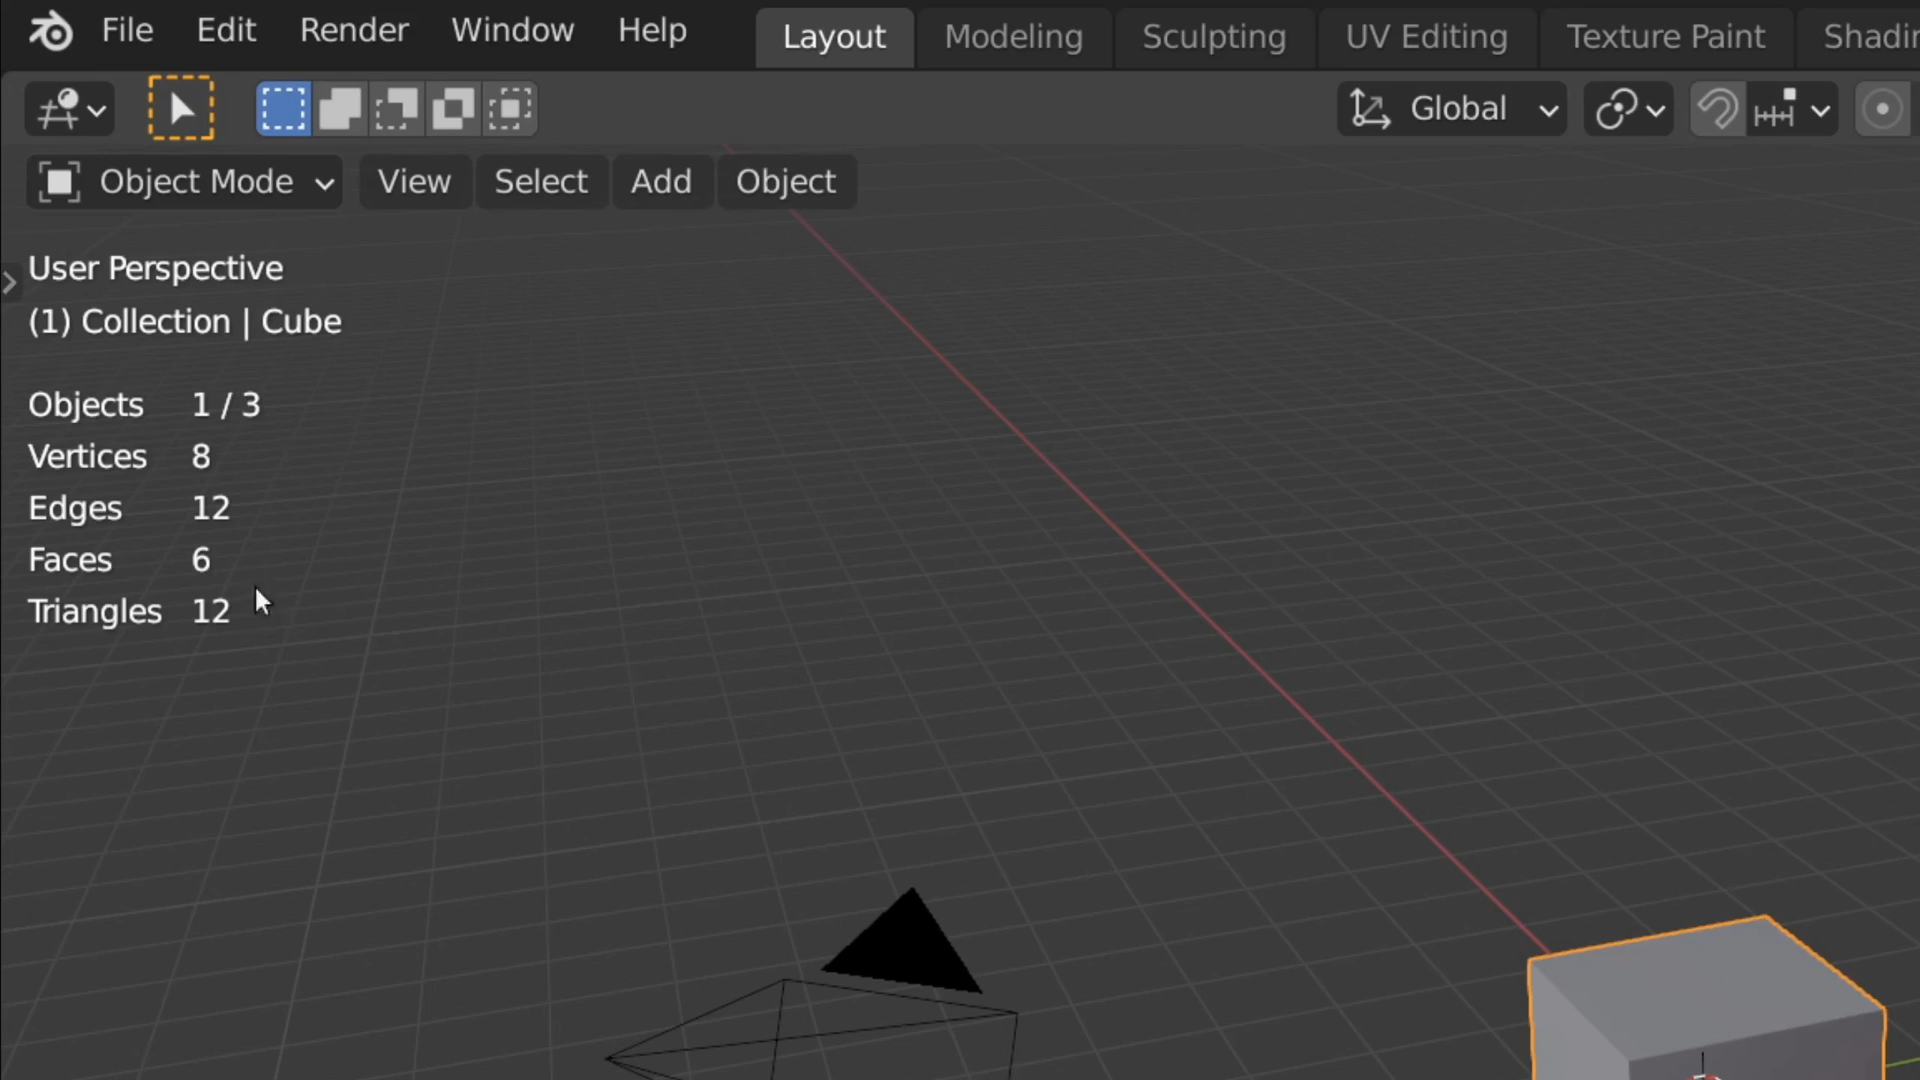 File Edit Render Window Help Layout Modeling Sculpting UV Editing Texture Paint
Global
Object Mode View Select Add Object
User Perspective
(1) Collection | Cube
Objects 1 / 3
Vertices 8
Edges 12
Faces 6
Triangles 12